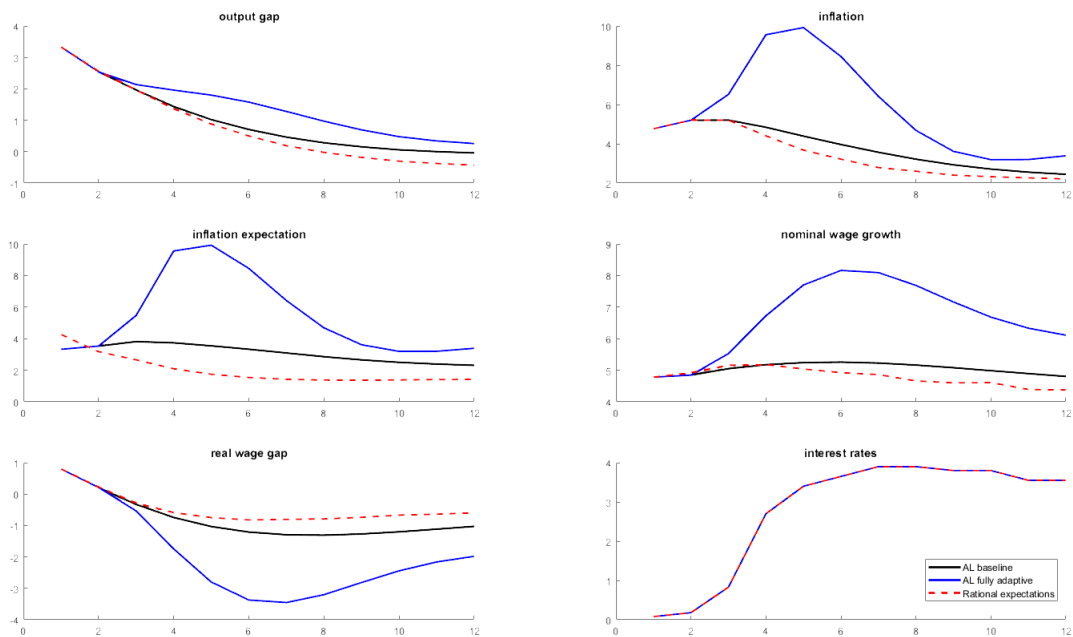 output gap
4
3
2
1
0
-1
0 2 4 6 8 10 12
inflation
10
8
6
4
2
0 2 4 6 8 10 12
inflation expectation
10
8
6
4
2
0
0 2 4 6 8 10 12
nominal wage growth
9
8
7
6
5
4
0 2 4 6 8 10 12
real wage gap
1
0
-1
-2
-3
-4
0 2 4 6 8 10 12
interest rates
4
3
2
1
0
0 2 4 6 8 10 12
AL baseline
AL fully adaptive
Rational expectations